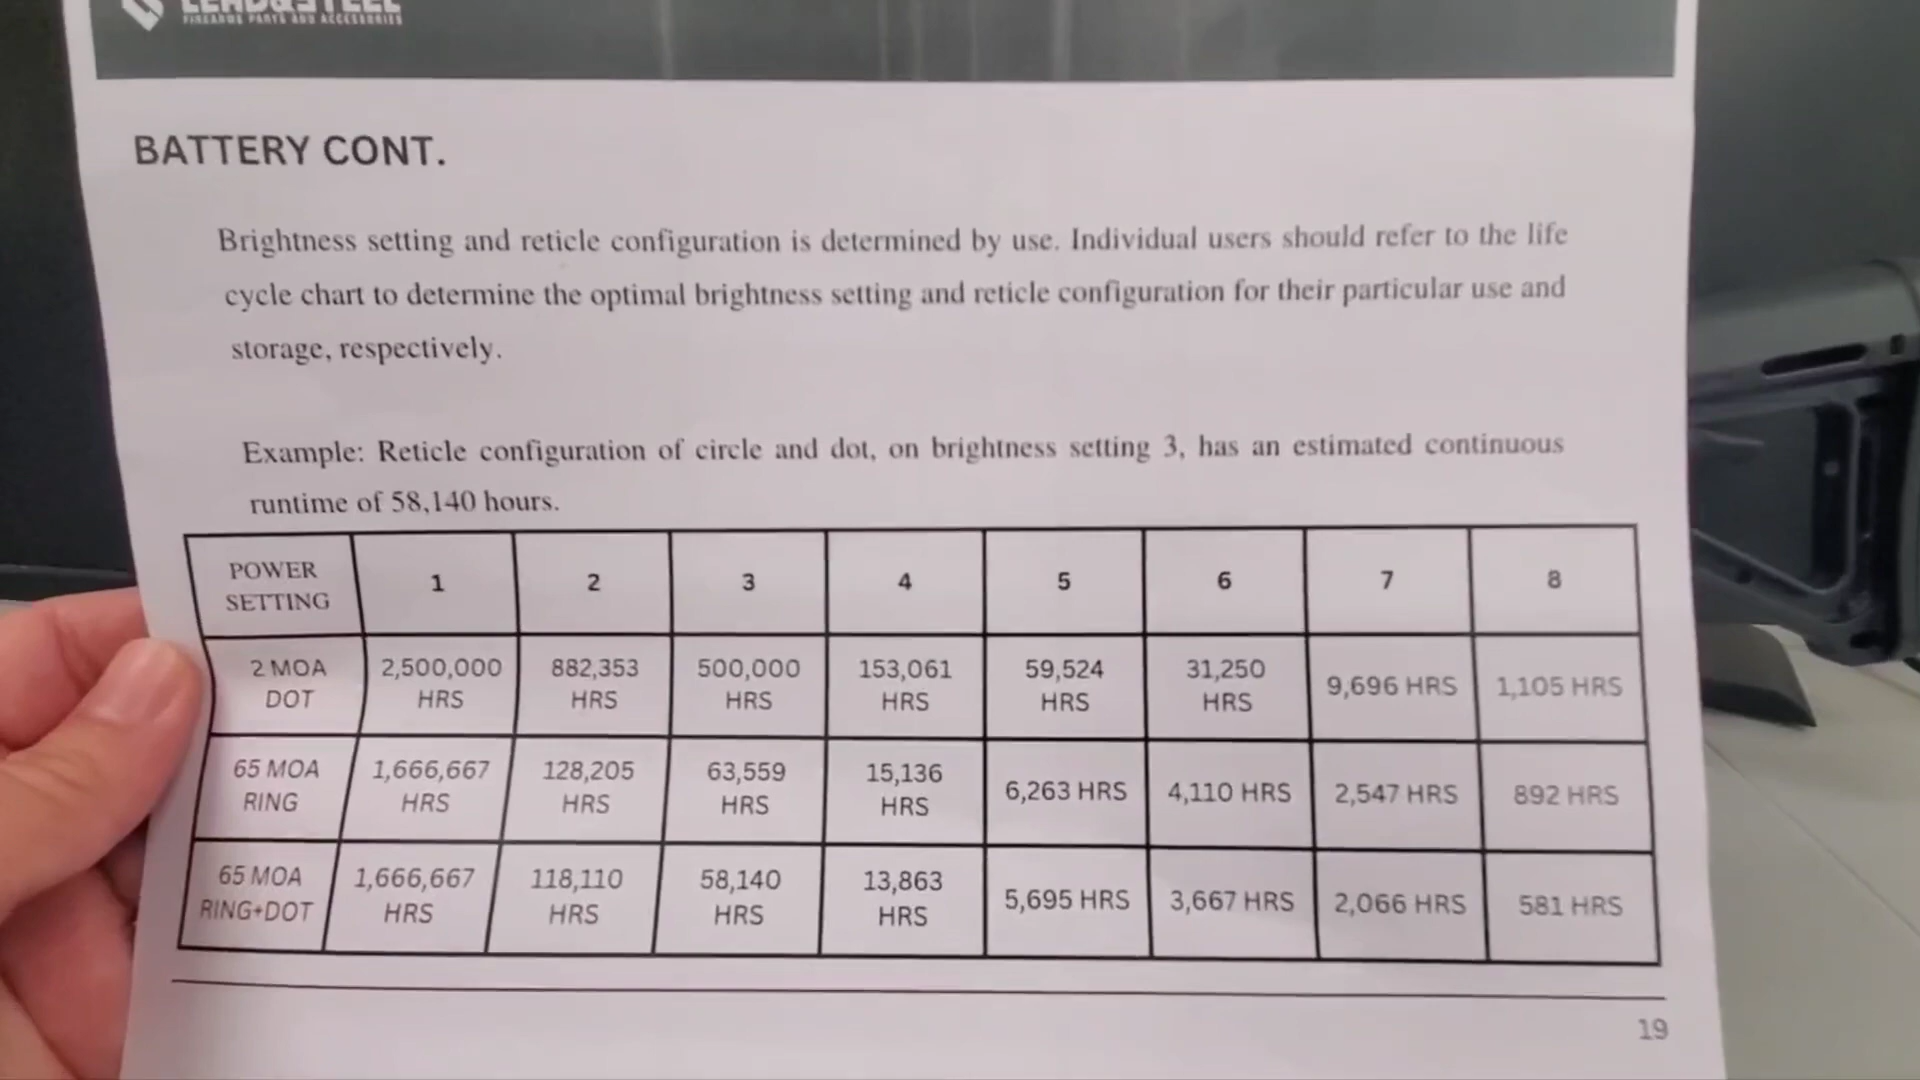 LEAD&STEEL
FIREARMS PARTS AND ACCESSORIES
BATTERY CONT.
Brightness setting and reticle configuration is determined by use. Individual users should refer to the life
cycle chart to determine the optimal brightness setting and reticle configuration for their particular use and
storage, respectively.
Example: Reticle configuration of circle and dot, on brightness setting 3, has an estimated continuous
runtime of 58,140 hours.
POWER SETTING 1 2 3 4 5 6 7 8
2 MOA DOT 2,500,000 HRS 882,353 HRS 500,000 HRS 153,061 HRS 59,524 HRS 31,250 HRS 9,696 HRS 1,105 HRS
65 MOA RING 1,666,667 HRS 128,205 HRS 63,559 HRS 15,136 HRS 6,263 HRS 4,110 HRS 2,547 HRS 892 HRS
65 MOA RING+DOT 1,666,667 HRS 118,110 HRS 58,140 HRS 13,863 HRS 5,695 HRS 3,667 HRS 2,066 HRS 581 HRS
19